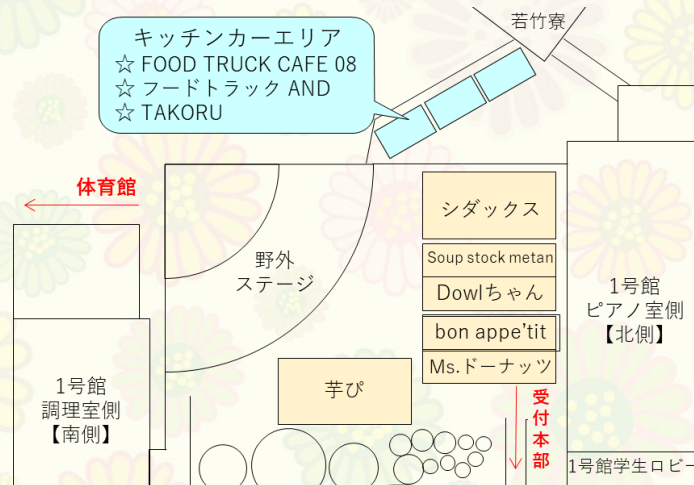 若竹寮
キッチンカーエリア
☆ FOOD TRUCK CAFE 08
☆ フードトラック AND
☆ TAKORU
体育館
シダックス
野外
ステージ
Soup stock metan
Dowlちゃん
bon appe’tit
Ms.ドーナッツ
1号館
ピアノ室側
【北側】
芋ぴ
1号館
調理室側
【南側】
受付本部
1号館学生ロビー